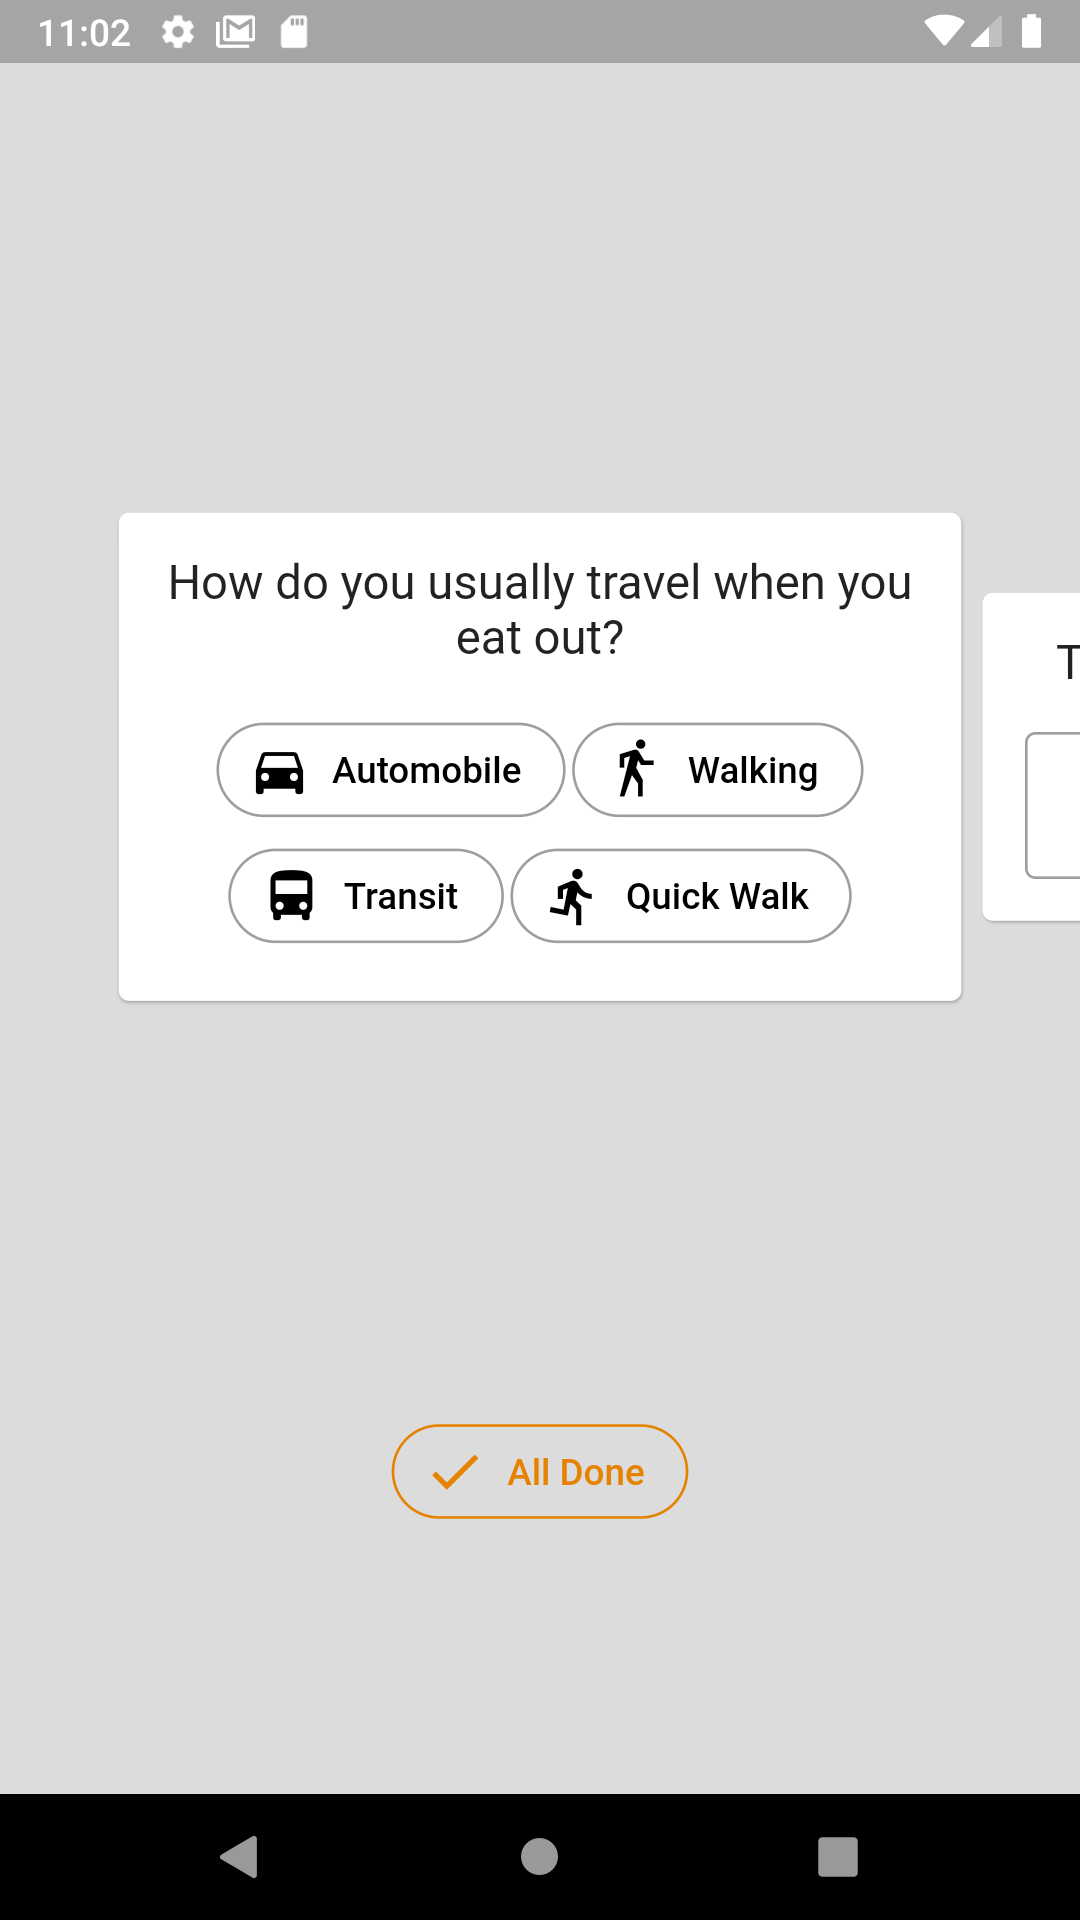 11:02
How do you usually travel when you
eat out?
T
Automobile
Walking
Transit
Quick Walk
All Done